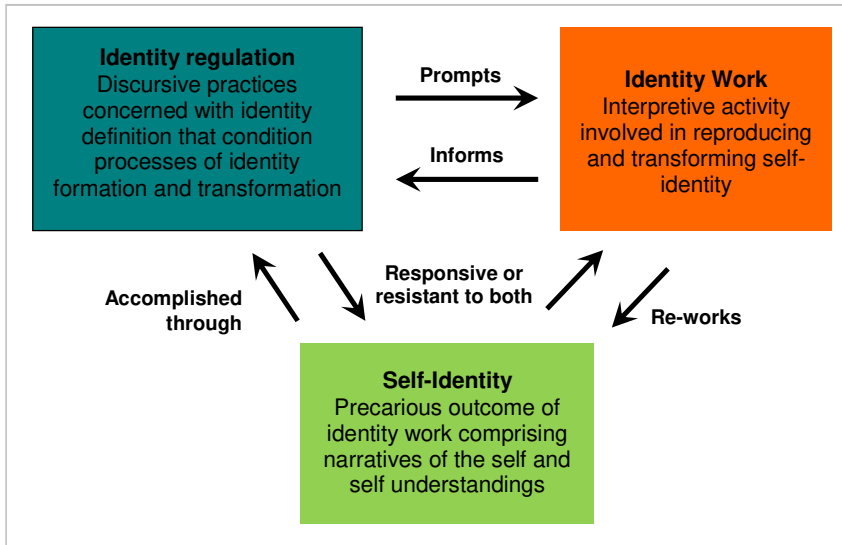 Identity regulation
Discursive practices
concerned with identity
definition that condition
processes of identity
formation and transformation
Prompts
Informs
Identity Work
Interpretive activity
involved in reproducing
and transforming self-
identity
Accomplished
through
Responsive or
resistant to both
Re-works
Self-Identity
Precarious outcome of
identity work comprising
narratives of the self and
self understandings